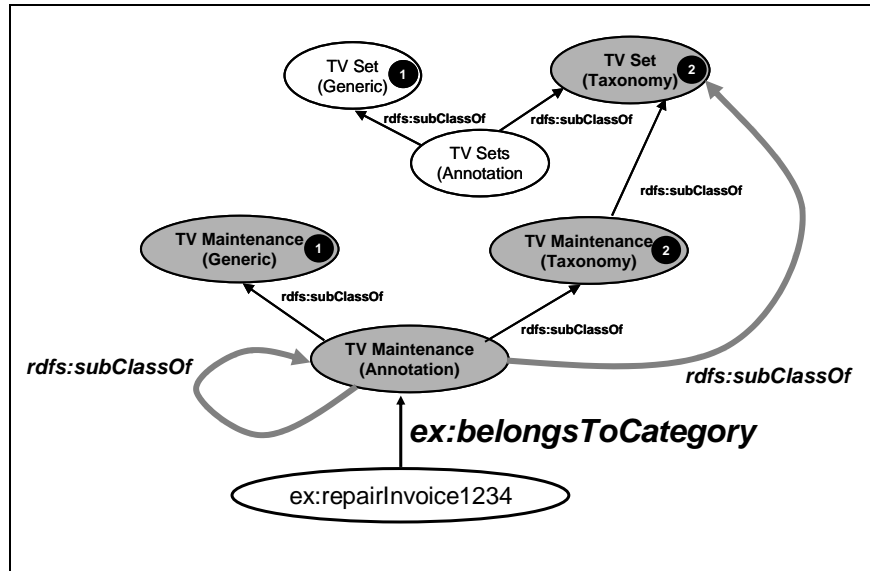 TV Set
(Generic)
1
TV Set
(Taxonomy)
2
rdfs:subClassOf
rdfs:subClassOf
TV Sets
(Annotation
rdfs:subClassOf
TV Maintenance
(Generic)
1
TV Maintenance
(Taxonomy)
2
rdfs:subClassOf
rdfs:subClassOf
TV Maintenance
(Annotation)
rdfs:subClassOf
rdfs:subClassOf
ex:belongsToCategory
ex:repairInvoice1234